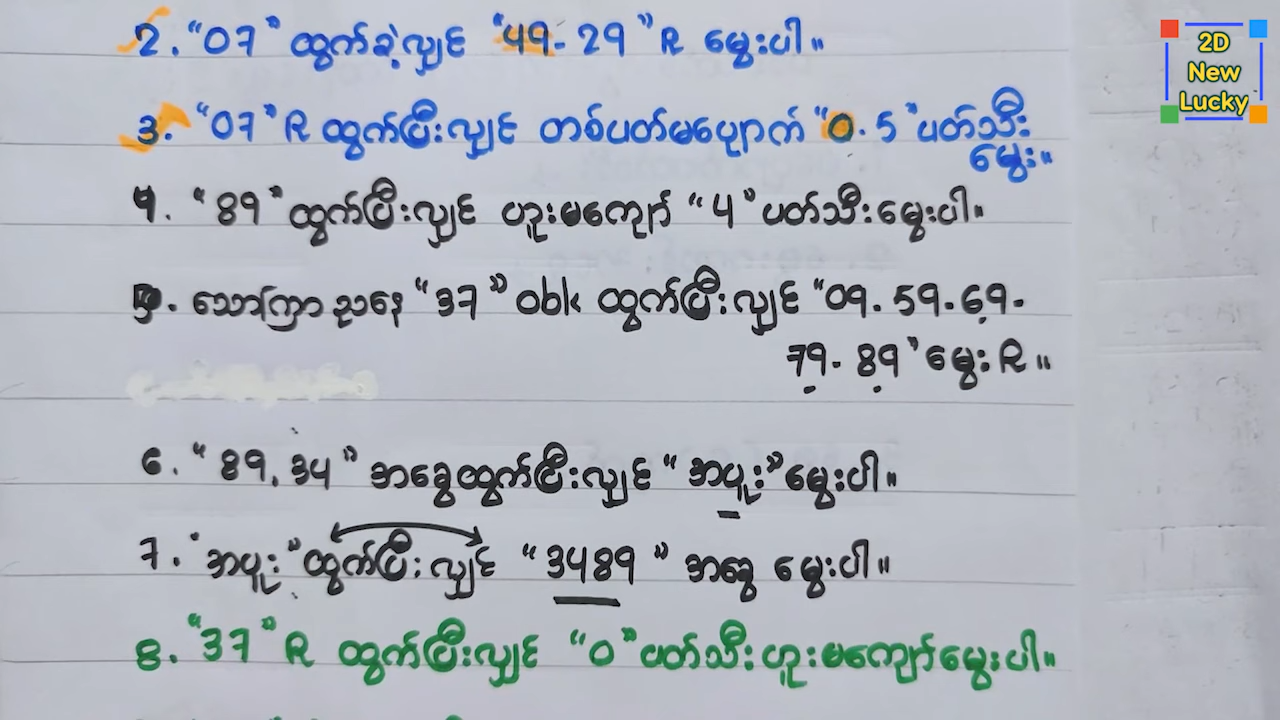 2. "07" ထွက်ခဲ့လျှင် "49- 29" R မွေးပါ။
3. "07" R ထွက်ပြီးလျှင် တစ်ပတ်မပျောက် "0.5" ပတ်သီး
မွေး။
4. "89" ထွက်ပြီးလျှင် ဟူးမကျော် "4" ပတ်သီးမွေးပါ။
5. သောကြာညနေ "37" obk ထွက်ပြီးလျှင် "09. 59-69-
79- 89" မွေး R ။
6. "89, 34" အခွေထွက်ပြီးလျှင် "အပူး" မွေးပါ။
7. "အပူး" ထွက်ပြီးလျှင် "3489" အခွေ မွေးပါ။
8. "37" R ထွက်ပြီးလျှင် "0" ပတ်သီးဟူးမကျော်မွေးပါ။
2D
New
Lucky